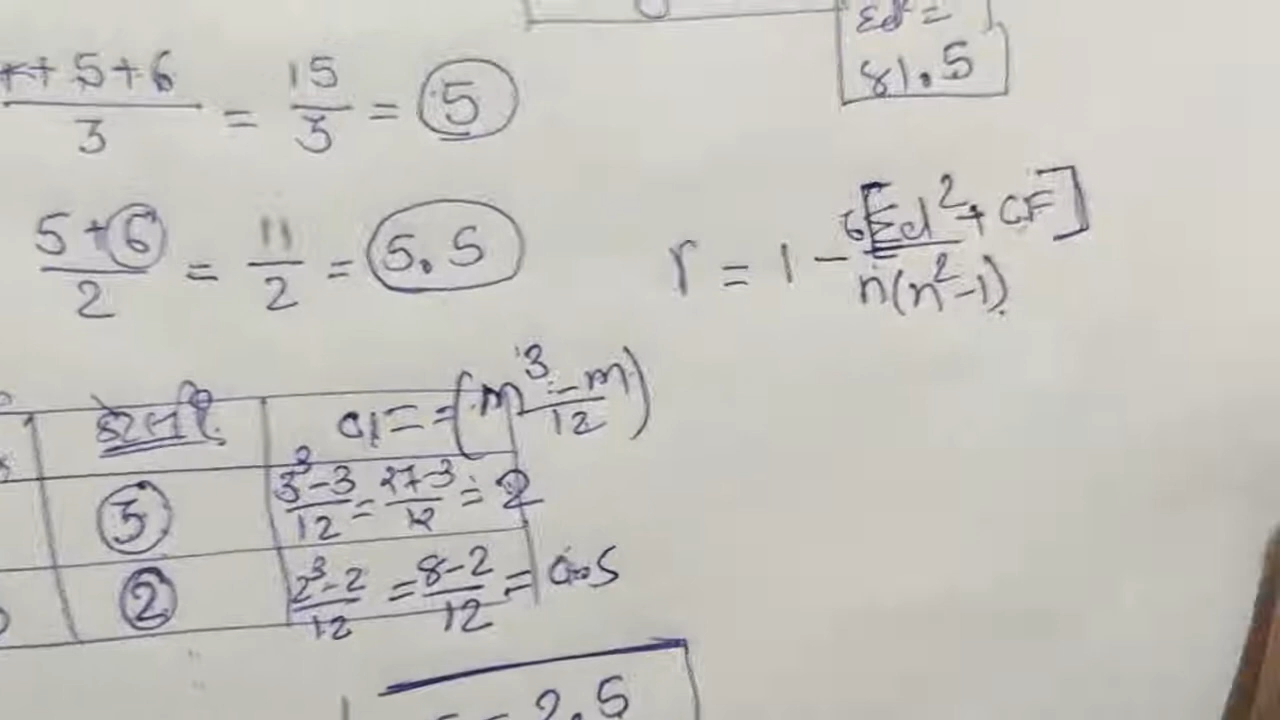 Σd² =
81.5
4+5+6/3 = 15/3 = 5
5+6/2 = 11/2 = 5.5
r = 1 - 6[Σd²+ CF]/n(n²-1)
CF = (m³-m/12)
3 3³-3/12 = 27-3/12 = 2
2 2³-2/12 = 8-2/12 = 0.5
= 2.5